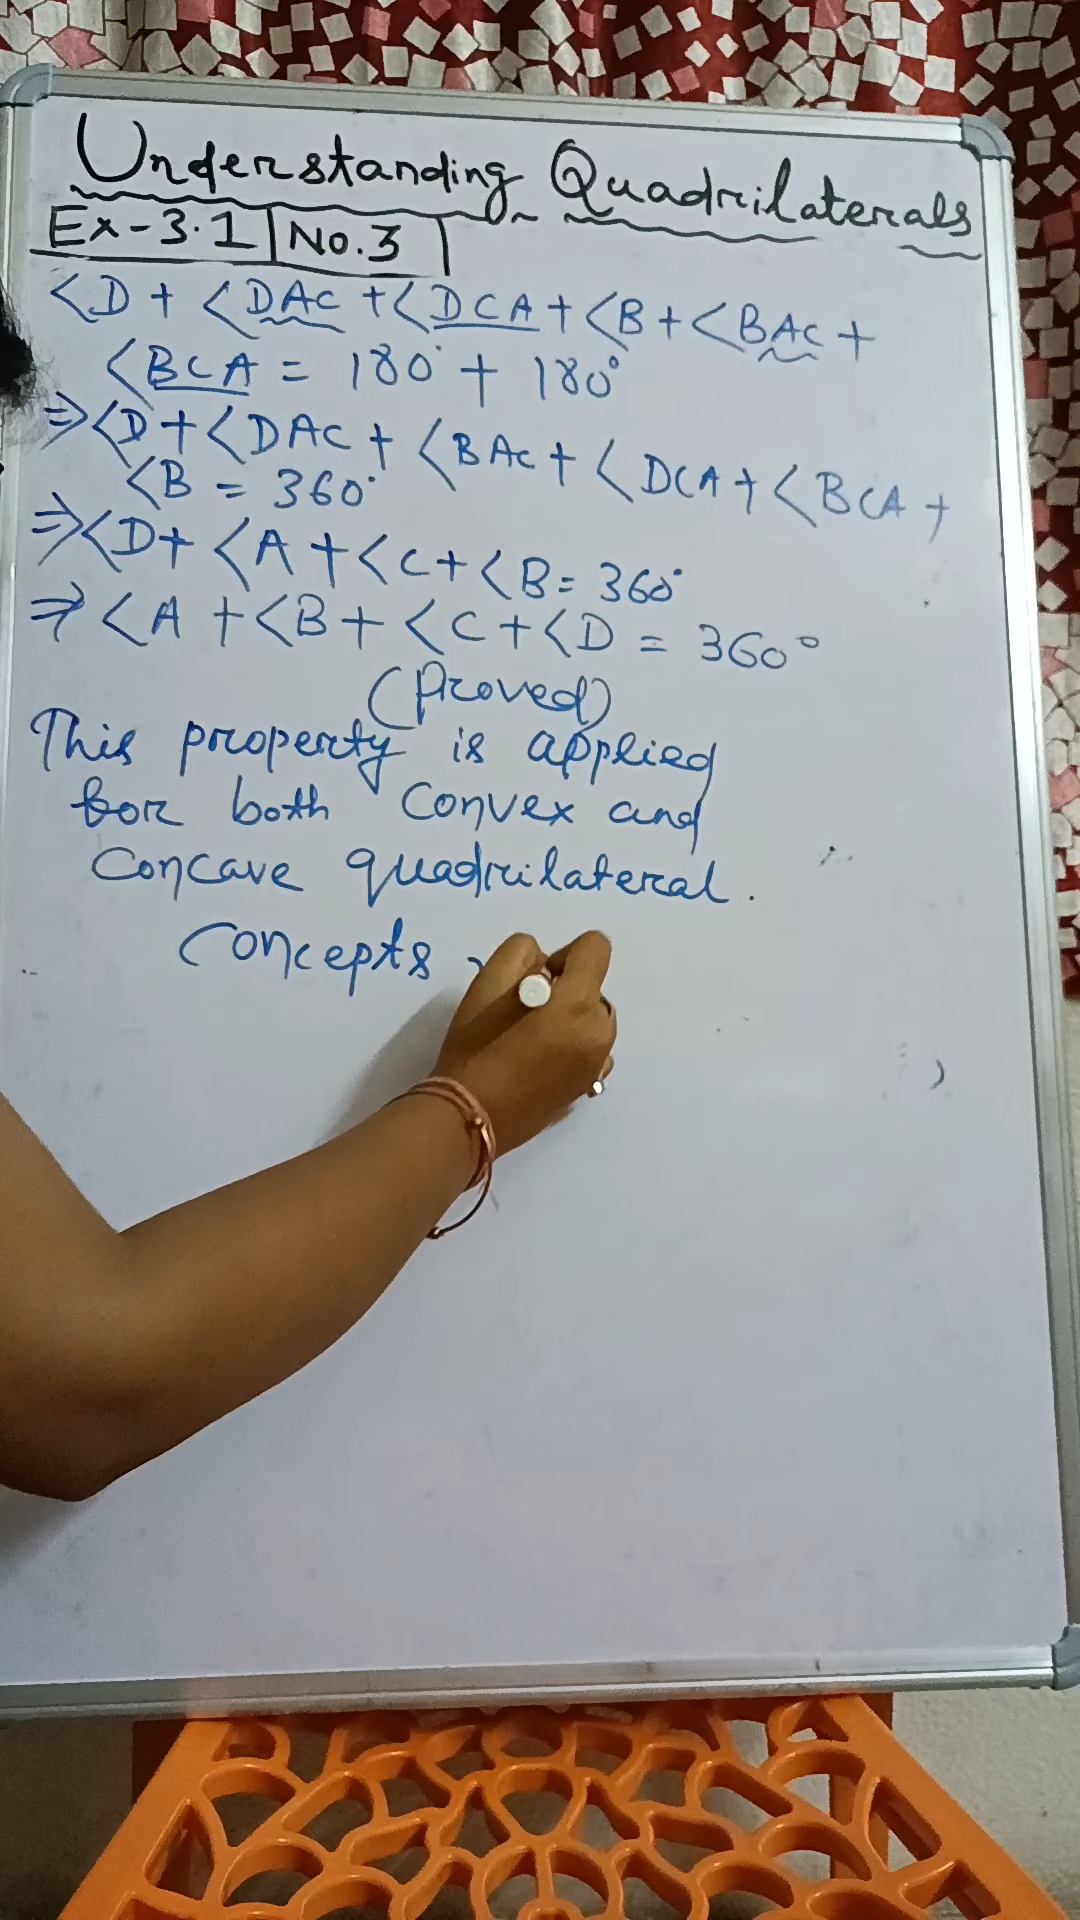 Understanding Quadrilaterals
Ex-3.1 | No.3
<D + <DAC + <DCA + <B + <BAC +
<BCA = 180° + 180°
⇒ <D + <DAC + <BAC + <DCA + <BCA +
<B = 360°
⇒ <D + <A + <C + <B = 360°
⇒ <A + <B + <C + <D = 360°
(Proved)
This property is applied
for both convex and
concave quadrilateral.
Concepts